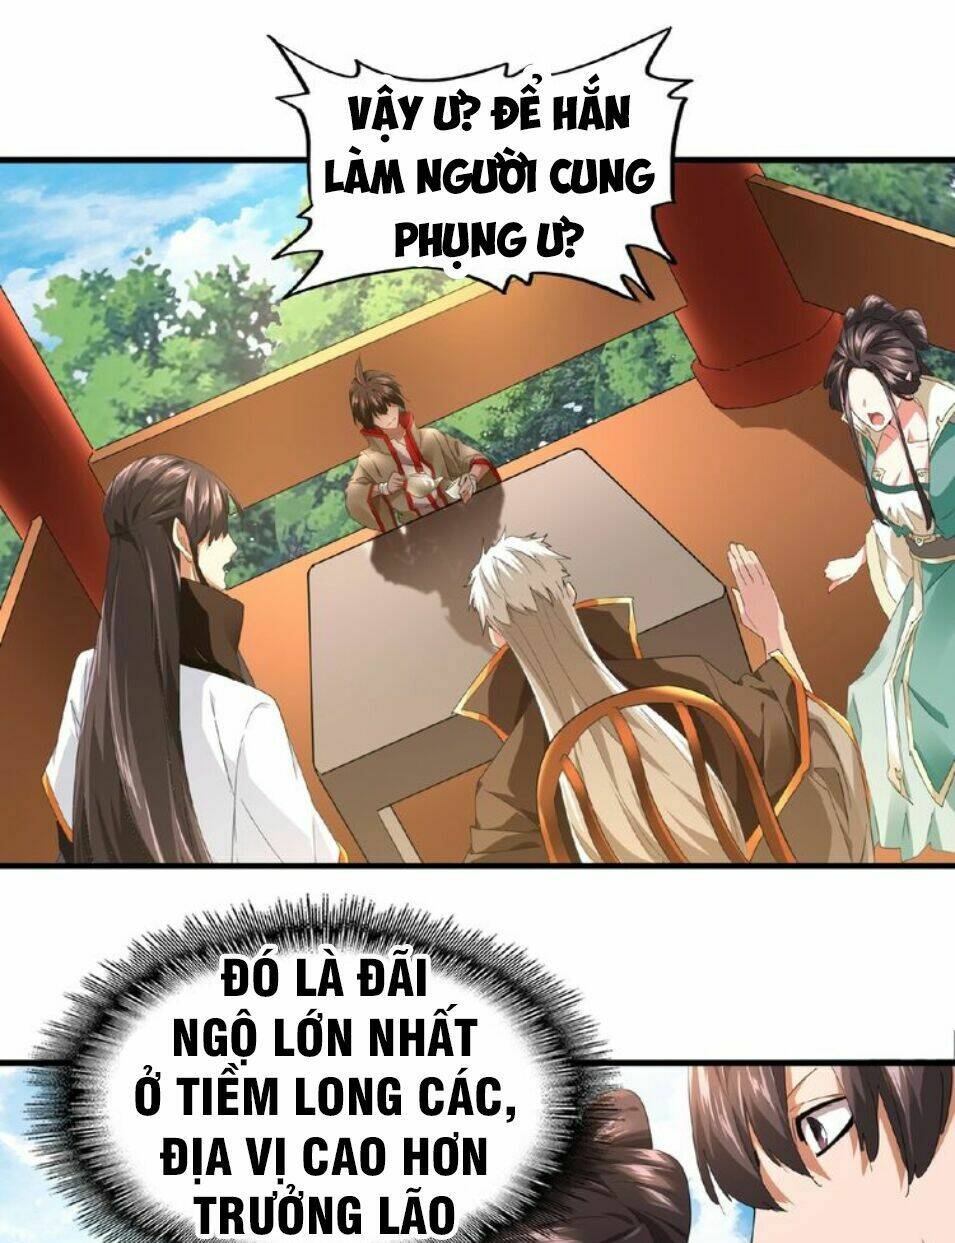 VẬY Ư? ĐỂ HẮN
LÀM NGƯỜI CUNG
PHỤNG Ư?
ĐÓ LÀ ĐÃI
NGỘ LỚN NHẤT
Ở TIỀM LONG CÁC,
ĐỊA VỊ CAO HƠN
TRƯỞNG LÃO